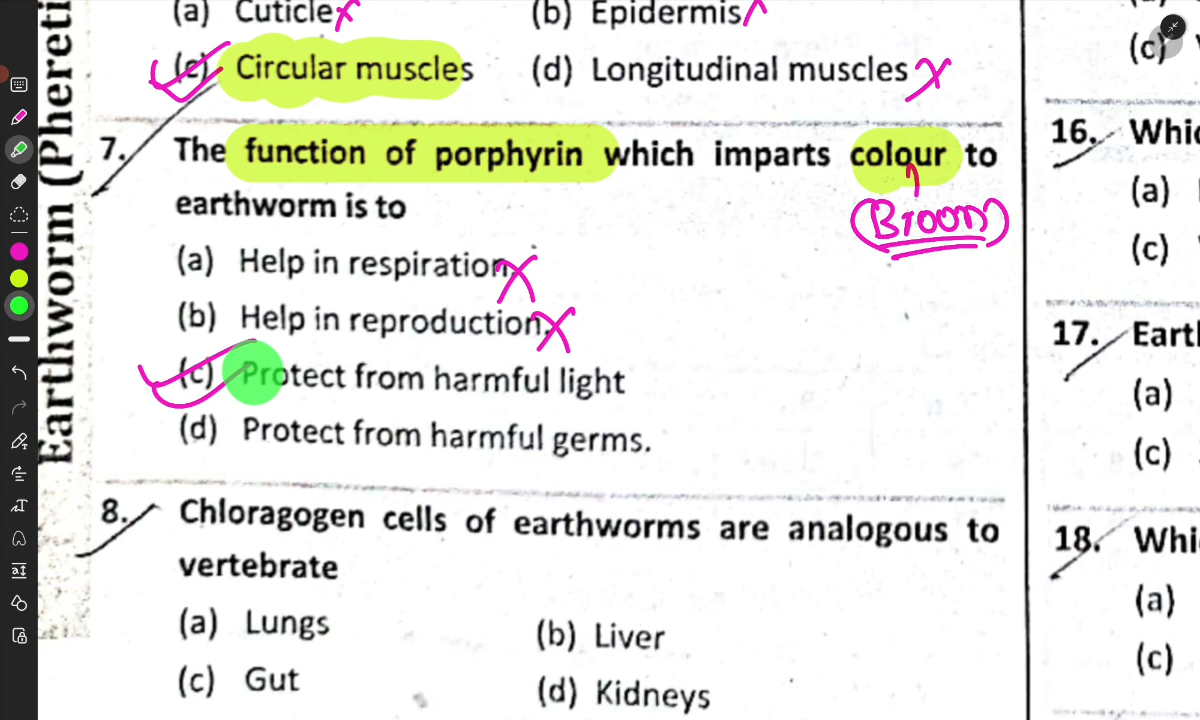 Earthworm (Phereti
(a) Cuticle
(b) Epidermis
(c) Circular muscles
(d) Longitudinal muscles
7. The function of porphyrin which imparts colour to
earthworm is to
(Broon)
(a) Help in respiration.
(b) Help in reproduction.
(c) Protect from harmful light
(d) Protect from harmful germs.
8. Chloragogen cells of earthworms are analogous to
vertebrate
(a) Lungs
(b) Liver
(c) Gut
(d) Kidneys
(c)
16. Whic
(a)
(c)
17. Eartl
(a)
(c)
18. Whi
(a)
(c)